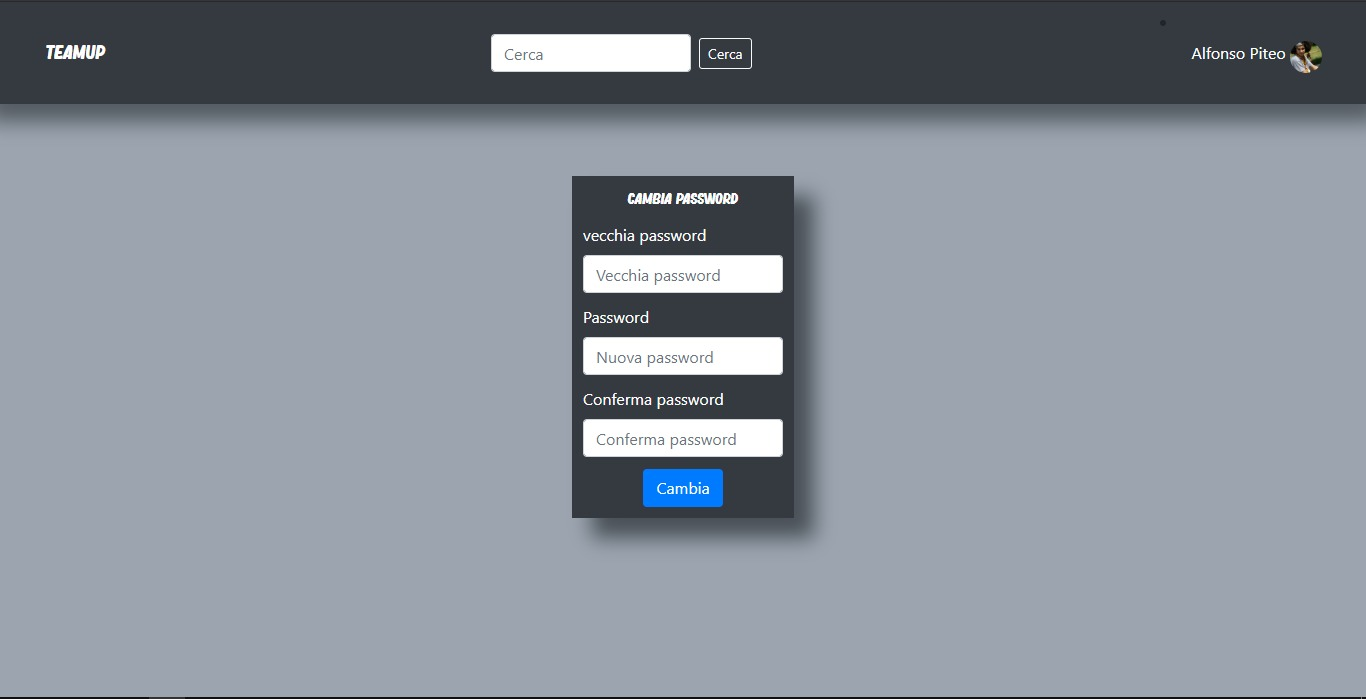 TEAMUP
Cerca
Cerca
Alfonso Piteo
CAMBIA PASSWORD
vecchia password
Vecchia password
Password
Nuova password
Conferma password
Conferma password
Cambia